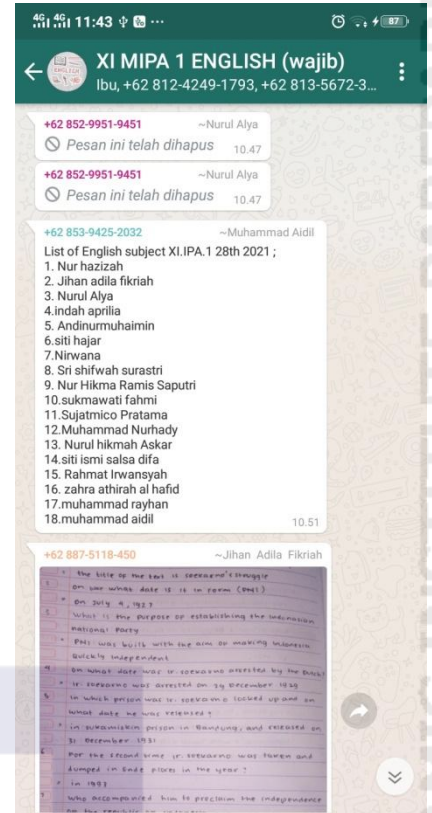 4G 4G 11:43 ... 87
XI MIPA 1 ENGLISH (wajib)
Ibu, +62 812-4249-1793, +62 813-5672-3...
+62 852-9951-9451 ~Nurul Alya
Pesan ini telah dihapus 10.47
+62 852-9951-9451 ~Nurul Alya
Pesan ini telah dihapus 10.47
+62 853-9425-2032 ~Muhammad Aidil
List of English subject XI.IPA.1 28th 2021 ;
1. Nur hazizah
2. Jihan adila fikriah
3. Nurul Alya
4.indah aprilia
5. Andinurmuhaimin
6.siti hajar
7.Nirwana
8. Sri shifwah surastri
9. Nur Hikma Ramis Saputri
10.sukmawati fahmi
11.Sujatmico Pratama
12.Muhammad Nurhady
13. Nurul hikmah Askar
14.siti ismi salsa difa
15. Rahmat Irwansyah
16. zahra athirah al hafid
17.muhammad rayhan
18.muhammad aidil
10.51
+62 887-5118-450 ~Jihan Adila Fikriah
the title of the text is soekarno's struggle
on what date is it in form (PNI)
on July 4, 1927
what is the purpose of establishing the indonesian
national Party
PNI was built with the aim of making Indonesia
quickly independent
on what date was ir. soekarno arrested by the Dutch
ir. soekarno was arrested on 29 December 1929
in which prison was ir. soekarno locked up and on
what date he was released ?
in sukamiskin prison in Bandung, and released on
31 December 1931
For the second time ir. soekarno was taken and
dumped in Ende Flores in the year ?
in 1933
who accompanied him to proclaim the independence